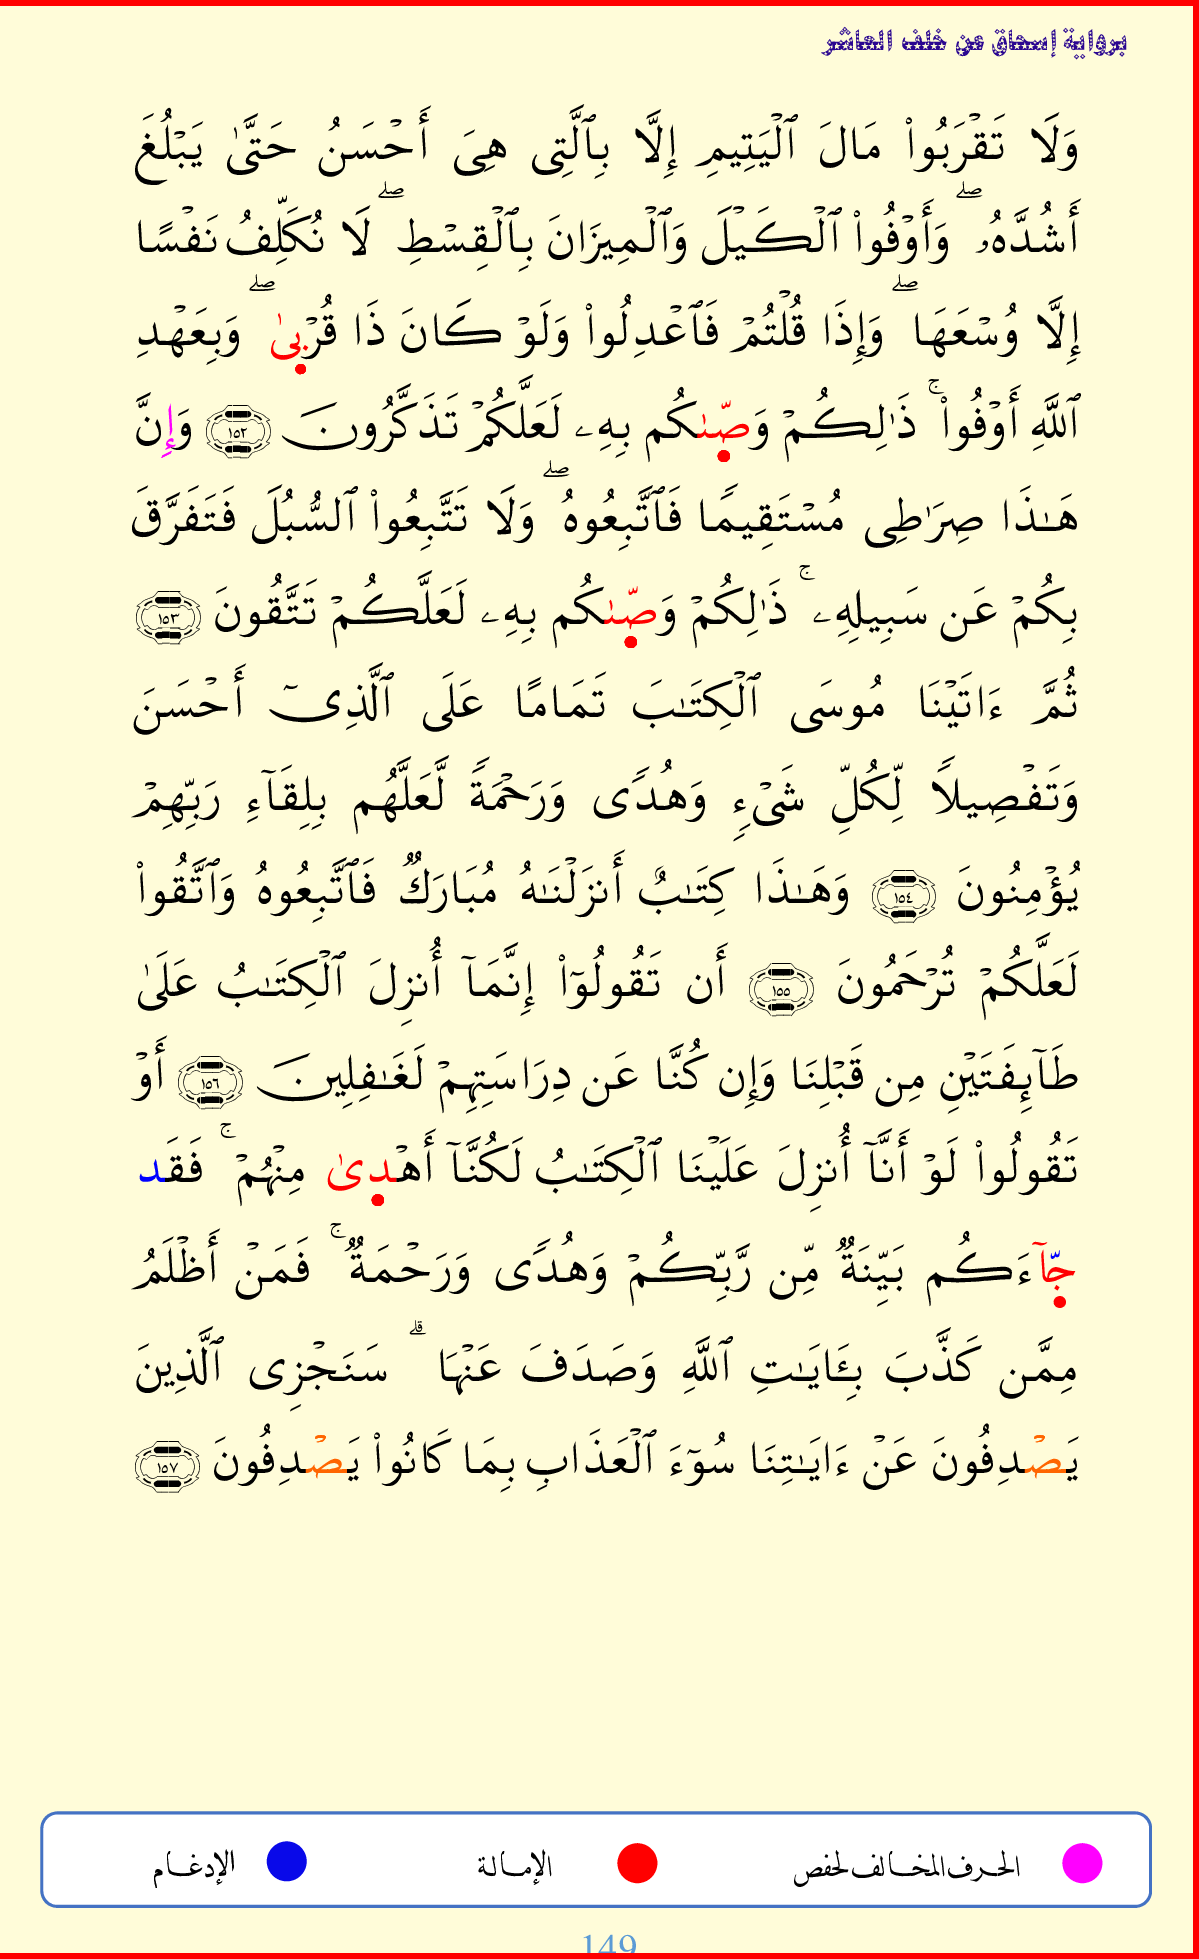 برواية إسحاق عن خلف العاشر
وَلَا تَقْرَبُوا۟ مَالَ ٱلْيَتِيمِ إِلَّا بِٱلَّتِى هِىَ أَحْسَنُ حَتَّىٰ يَبْلُغَ
أَشُدَّهُۥ ۖ وَأَوْفُوا۟ ٱلْكَيْلَ وَٱلْمِيزَانَ بِٱلْقِسْطِ ۖ لَا نُكَلِّفُ نَفْسًا
إِلَّا وُسْعَهَا ۖ وَإِذَا قُلْتُمْ فَٱعْدِلُوا۟ وَلَوْ كَانَ ذَا قُرْبىٰ ۖ وَبِعَهْدِ
ٱللَّهِ أَوْفُوا۟ ۚ ذَٰلِكُمْ وَصّىٰكُم بِهِۦ لَعَلَّكُمْ تَذَكَّرُونَ ١٥٢ وَإِنَّ
هَـٰذَا صِرَٰطِى مُسْتَقِيمًا فَٱتَّبِعُوهُ ۖ وَلَا تَتَّبِعُوا۟ ٱلسُّبُلَ فَتَفَرَّقَ
بِكُمْ عَن سَبِيلِهِۦ ۚ ذَٰلِكُمْ وَصّىٰكُم بِهِۦ لَعَلَّكُمْ تَتَّقُونَ ١٥٣
ثُمَّ ءَاتَيْنَا مُوسَى ٱلْكِتَـٰبَ تَمَامًا عَلَى ٱلَّذِىٓ أَحْسَنَ
وَتَفْصِيلًا لِّكُلِّ شَىْءٍ وَهُدًى وَرَحْمَةً لَّعَلَّهُم بِلِقَآءِ رَبِّهِمْ
يُؤْمِنُونَ ١٥٤ وَهَـٰذَا كِتَـٰبٌ أَنزَلْنَـٰهُ مُبَارَكٌ فَٱتَّبِعُوهُ وَٱتَّقُوا۟
لَعَلَّكُمْ تُرْحَمُونَ ١٥٥ أَن تَقُولُوٓا۟ إِنَّمَآ أُنزِلَ ٱلْكِتَـٰبُ عَلَىٰ
طَآئِفَتَيْنِ مِن قَبْلِنَا وَإِن كُنَّا عَن دِرَاسَتِهِمْ لَغَـٰفِلِينَ ١٥٦ أَوْ
تَقُولُوا۟ لَوْ أَنَّآ أُنزِلَ عَلَيْنَا ٱلْكِتَـٰبُ لَكُنَّآ أَهْدىٰ مِنْهُمْ ۚ فَقَد
جّآءَكُم بَيِّنَةٌ مِّن رَّبِّكُمْ وَهُدًى وَرَحْمَةٌ ۚ فَمَنْ أَظْلَمُ
مِمَّن كَذَّبَ بِـَٔايَـٰتِ ٱللَّهِ وَصَدَفَ عَنْهَا ۗ سَنَجْزِى ٱلَّذِينَ
يَصْدِفُونَ عَنْ ءَايَـٰتِنَا سُوٓءَ ٱلْعَذَابِ بِمَا كَانُوا۟ يَصْدِفُونَ ١٥٧
الحرف المخالف لحفص الإمالة الإدغام
149